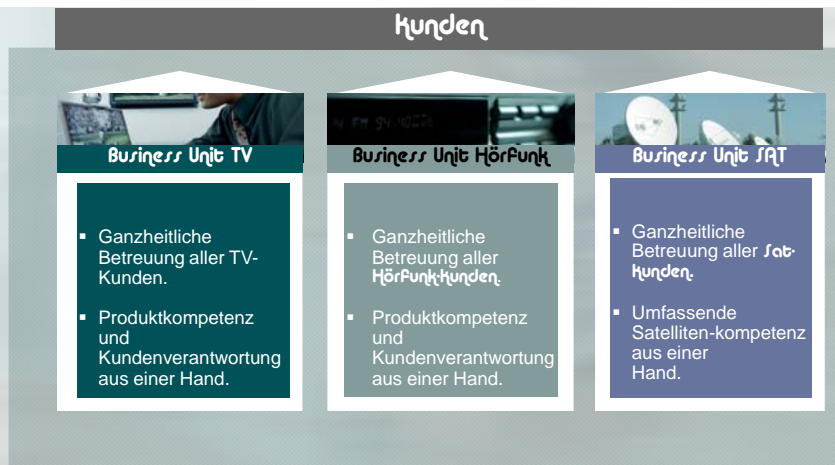 Kunden
Business Unit TV
▪ Ganzheitliche
Betreuung aller TV-
Kunden.
▪ Produktkompetenz
und
Kundenverantwortung
aus einer Hand.
Business Unit Hörfunk
▪ Ganzheitliche
Betreuung aller
Hörfunk-Kunden.
▪ Produktkompetenz
und
Kundenverantwortung
aus einer Hand.
Business Unit SAT
▪ Ganzheitliche
Betreuung aller Sat-
Kunden.
▪ Umfassende
Satelliten-kompetenz
aus einer
Hand.